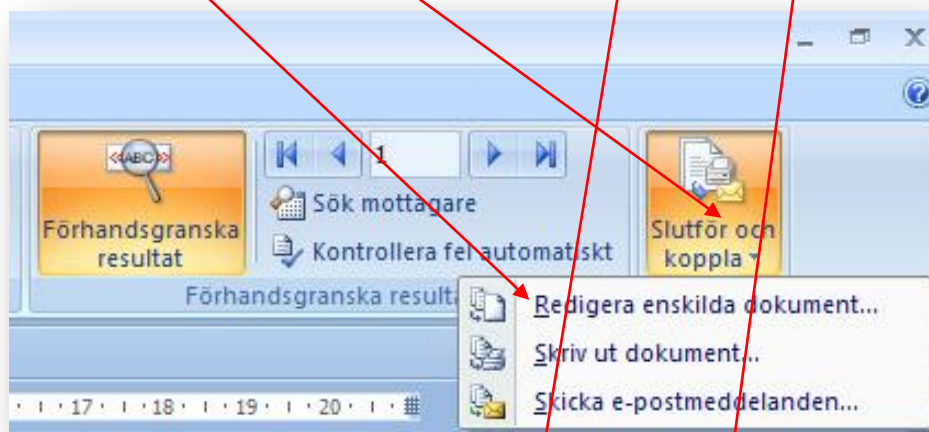 «ABC»
1
Sök mottagare
Förhandsgranska
resultat
Kontrollera fel automatiskt
Slutför och
koppla
Förhandsgranska result
Redigera enskilda dokument...
Skriv ut dokument...
Skicka e-postmeddelanden...
17 18 19 20